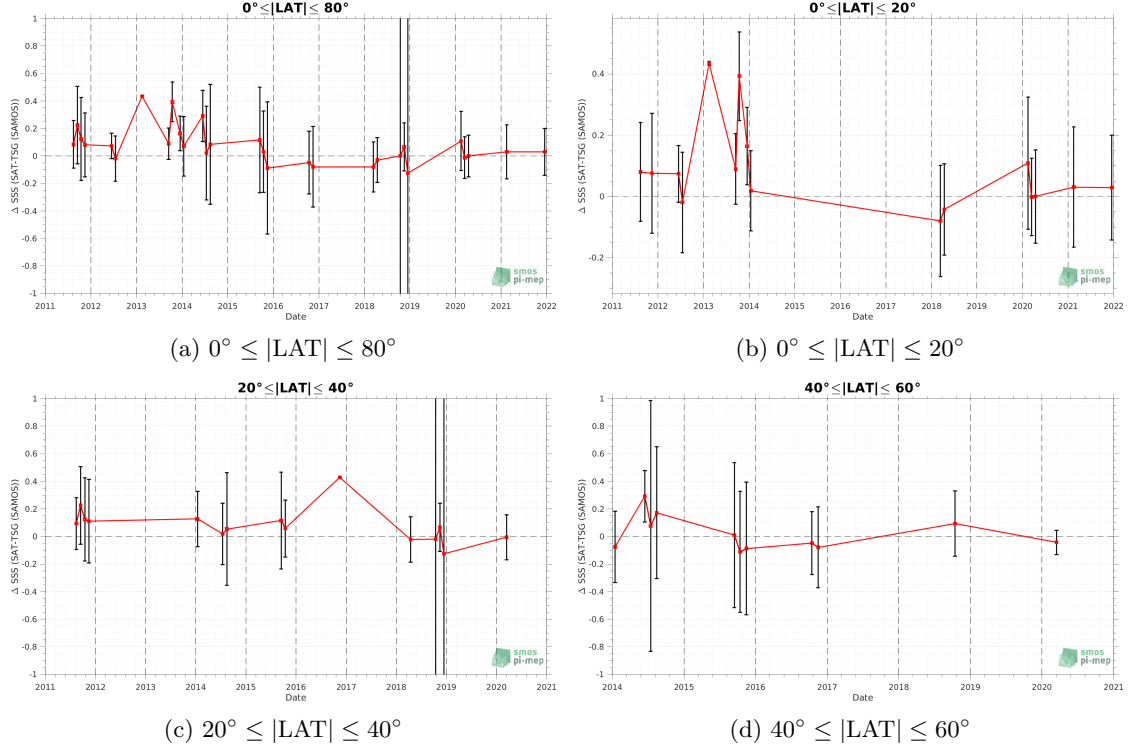 0°≤|LAT|≤ 80°
Δ SSS (SAT-TSG (SAMOS))
1
0.8
0.6
0.4
0.2
0
-0.2
-0.4
-0.6
-0.8
-1
2011 2012 2013 2014 2015 2016 2017 2018 2019 2020 2021 2022
Date
smos
pi-mep
(a) 0° ≤ |LAT| ≤ 80°
0°≤|LAT|≤ 20°
Δ SSS (SAT-TSG (SAMOS))
0.4
0.2
0
-0.2
2011 2012 2013 2014 2015 2016 2017 2018 2019 2020 2021 2022
Date
smos
pi-mep
(b) 0° ≤ |LAT| ≤ 20°
20°≤|LAT|≤ 40°
Δ SSS (SAT-TSG (SAMOS))
1
0.8
0.6
0.4
0.2
0
-0.2
-0.4
-0.6
-0.8
-1
2011 2012 2013 2014 2015 2016 2017 2018 2019 2020 2021
Date
smos
pi-mep
(c) 20° ≤ |LAT| ≤ 40°
40°≤|LAT|≤ 60°
Δ SSS (SAT-TSG (SAMOS))
1
0.8
0.6
0.4
0.2
0
-0.2
-0.4
-0.6
-0.8
-1
2014 2015 2016 2017 2018 2019 2020 2021
Date
smos
pi-mep
(d) 40° ≤ |LAT| ≤ 60°